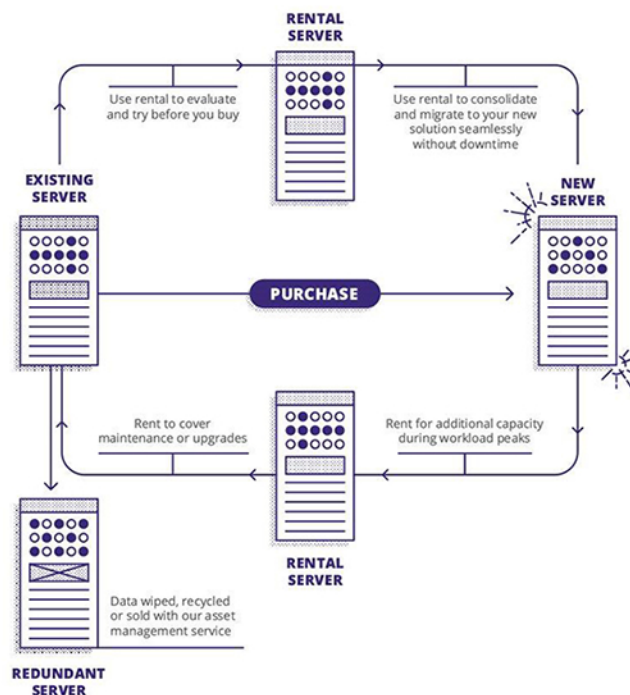 RENTAL
SERVER
Use rental to evaluate
and try before you buy
Use rental to consolidate
and migrate to your new
solution seamlessly
without downtime
EXISTING
SERVER
NEW
SERVER
PURCHASE
Rent to cover
maintenance or upgrades
Rent for additional capacity
during workload peaks
RENTAL
SERVER
Data wiped, recycled
or sold with our asset
management service
REDUNDANT
SERVER